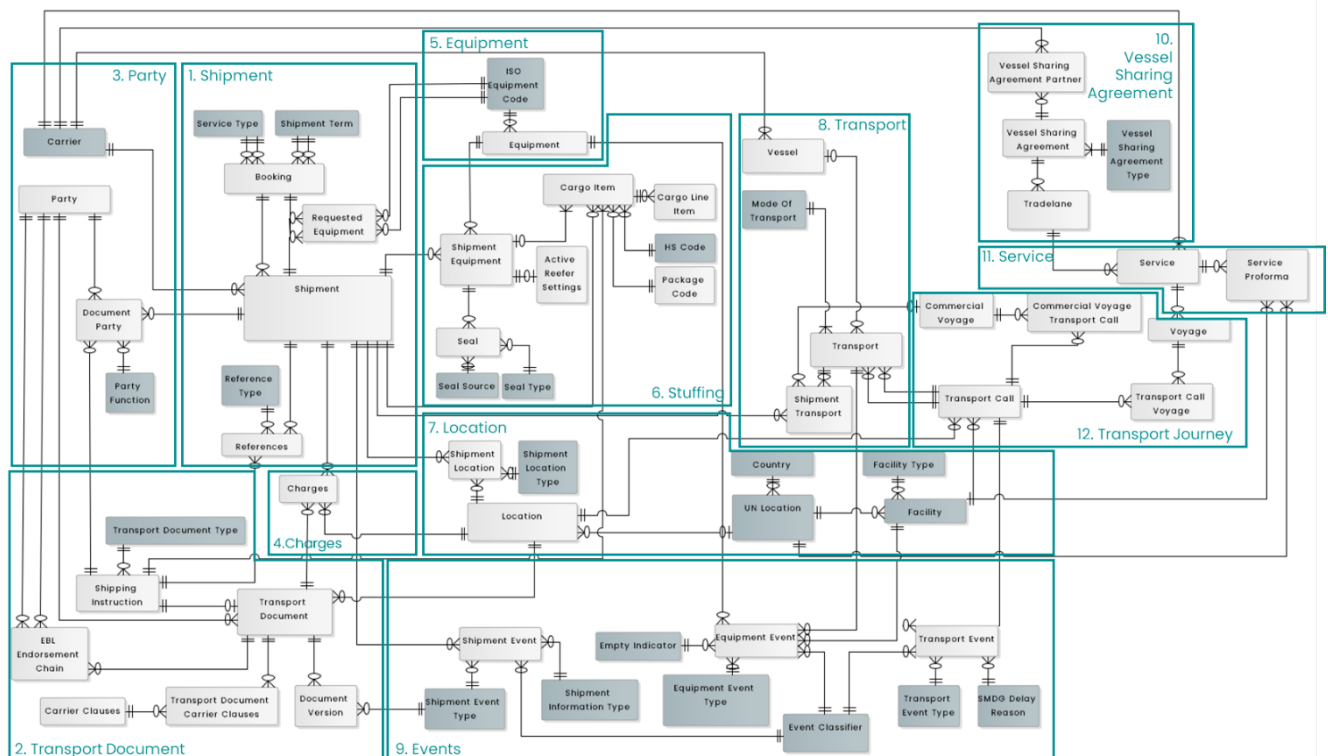 3. Party
Carrier
Party
Document
Party
Party
Function
1. Shipment
Service Type
Shipment Term
Booking
Requested
Equipment
Shipment
Reference
Type
References
5. Equipment
ISO
Equipment
Code
Equipment
Cargo Item
Cargo Line
Item
Shipment
Equipment
Active
Reefer
Settings
HS Code
Package
Code
Seal
Seal Source
Seal Type
6. Stuffing
8. Transport
Vessel
Mode Of
Transport
Transport
Shipment
Transport
10.
Vessel
Sharing
Agreement
Vessel Sharing
Agreement Partner
Vessel Sharing
Agreement
Vessel
Sharing
Agreement
Type
Tradelane
11. Service
Service
Service
Proforma
Commercial
Voyage
Commercial Voyage
Transport Call
Voyage
Transport Call
Transport Call
Voyage
12. Transport Journey
7. Location
Shipment
Location
Shipment
Location
Type
Location
Country
UN Location
Facility Type
Facility
Charges
4.Charges
Transport Document Type
Shipping
Instruction
Transport
Document
EBL
Endorsement
Chain
Carrier Clauses
Transport Document
Carrier Clauses
Document
Version
2. Transport Document
Shipment Event
Shipment Event
Type
Shipment
Information Type
Empty Indicator
Equipment Event
Equipment Event
Type
Event Classifier
Transport Event
Transport
Event Type
SMDG Delay
Reason
9. Events